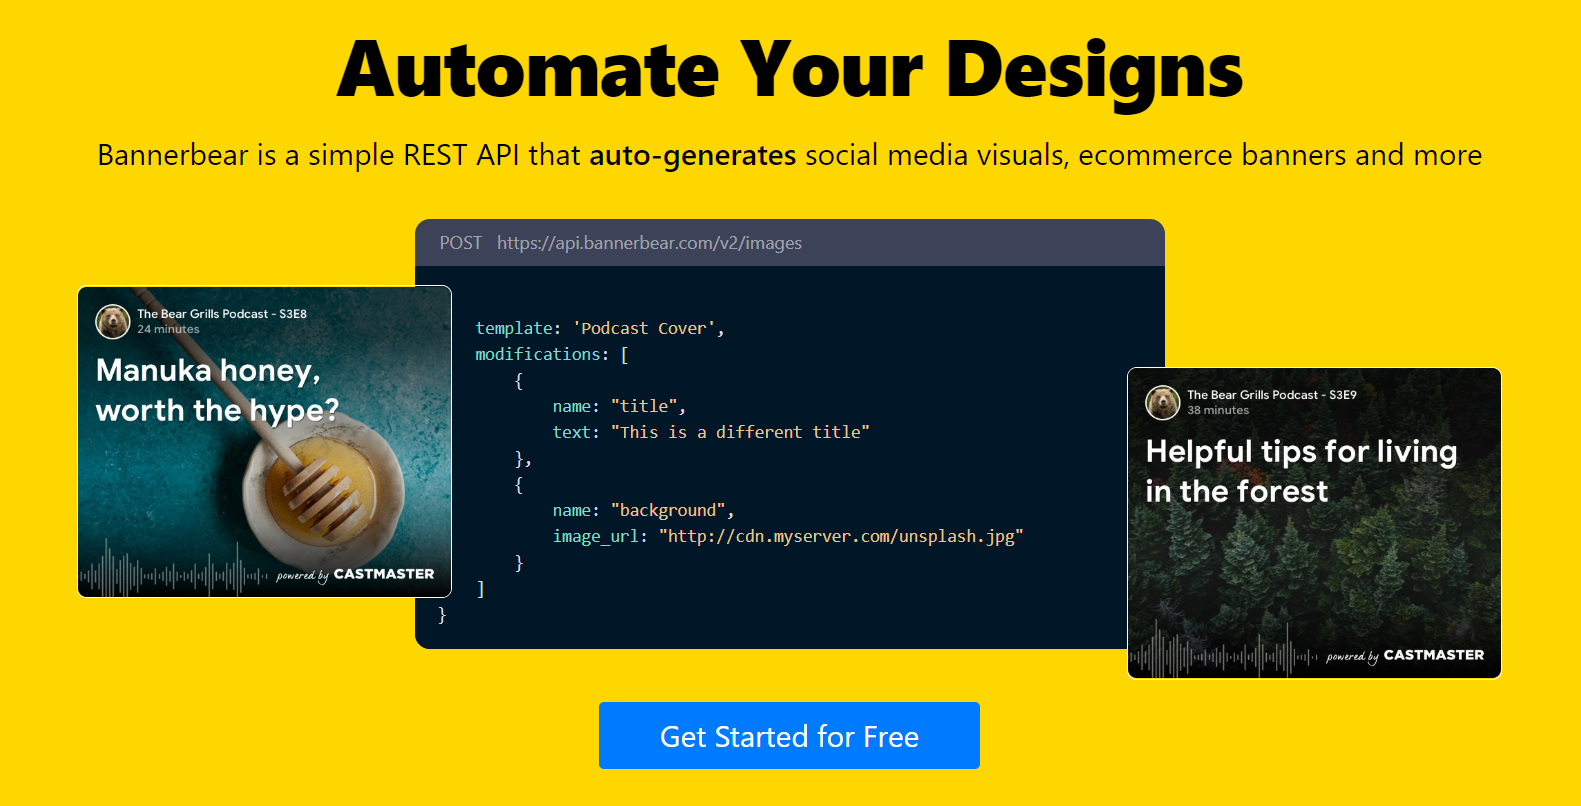 Automate Your Designs
Bannerbear is a simple REST API that auto-generates social media visuals, ecommerce banners and more
POST https://api.bannerbear.com/v2/images
template: 'Podcast Cover',
modifications: [
{
name: "title",
text: "This is a different title"
},
{
name: "background",
image_url: "http://cdn.myserver.com/unsplash.jpg"
}
]
}
The Bear Grills Podcast - S3E8
24 minutes
Manuka honey,
worth the hype?
powered by CASTMASTER
The Bear Grills Podcast - S3E9
38 minutes
Helpful tips for living
in the forest
powered by CASTMASTER
Get Started for Free